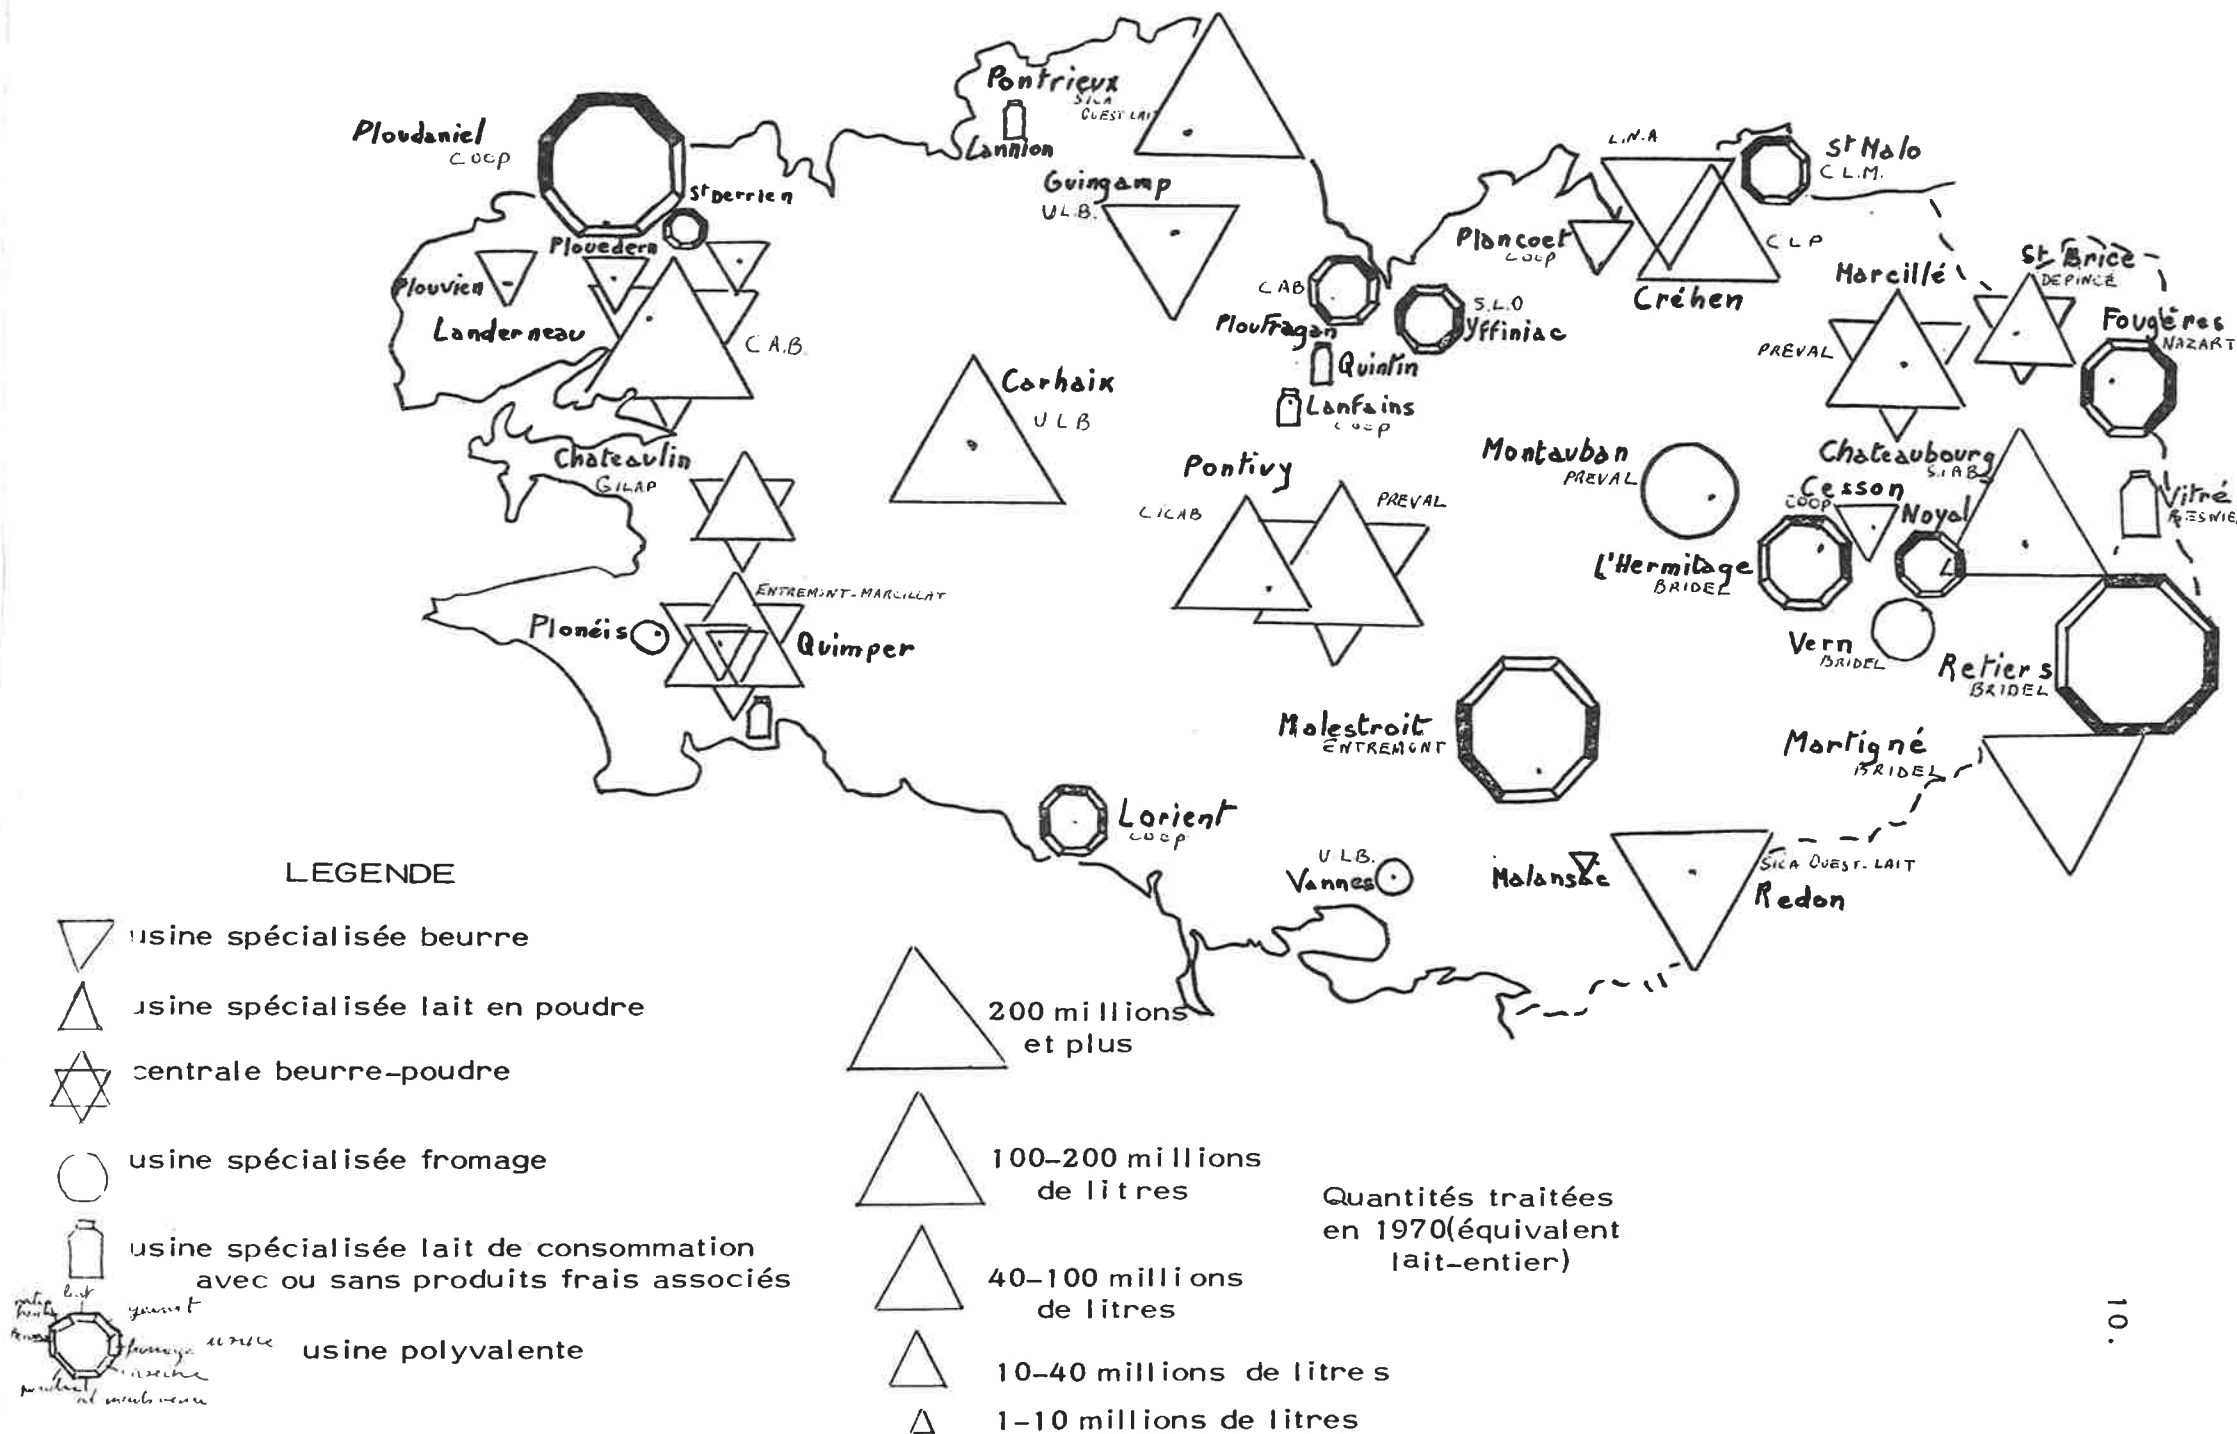 Pontrieux
SICA
OUEST-LAIT
Lannion
Ploudaniel
COOP
St Derrien
Plouedern
Plouvien
Landerneau
C.A.B.
Guingamp
U.L.B.
L.N.A
St Malo
C.L.M.
Plancoet
COOP
CLP
Créhen
CAB
Ploufragan
S.L.O
Yffiniac
Quintin
Lanfains
COOP
Marcillé
PREVAL
St Brice
DEPINCÉ
Fougères
NAZART
Carhaix
ULB
Chateaulin
GILAP
Pontivy
CICAB
PREVAL
Montauban
PREVAL
Chateaubourg
S.I.A.B
Cesson
COOP
Noyal
Vitré
L'Hermitage
BRIDEL
Vern
BRIDEL
Retiers
BRIDEL
ENTREMONT-MARCILLAT
Plonéis
Quimper
Malestroit
ENTREMONT
Martigné
BRIDEL
Lorient
COOP
U.L.B.
Vannes
Malansac
SICA OUEST-LAIT
Redon
LEGENDE
usine spécialisée beurre
usine spécialisée lait en poudre
centrale beurre-poudre
usine spécialisée fromage
usine spécialisée lait de consommation
avec ou sans produits frais associés
lait
yaourt
fromage
usine polyvalente
200 millions
et plus
100-200 millions
de litres
40-100 millions
de litres
10-40 millions de litres
1-10 millions de litres
Quantités traitées
en 1970(équivalent
lait-entier)
10.